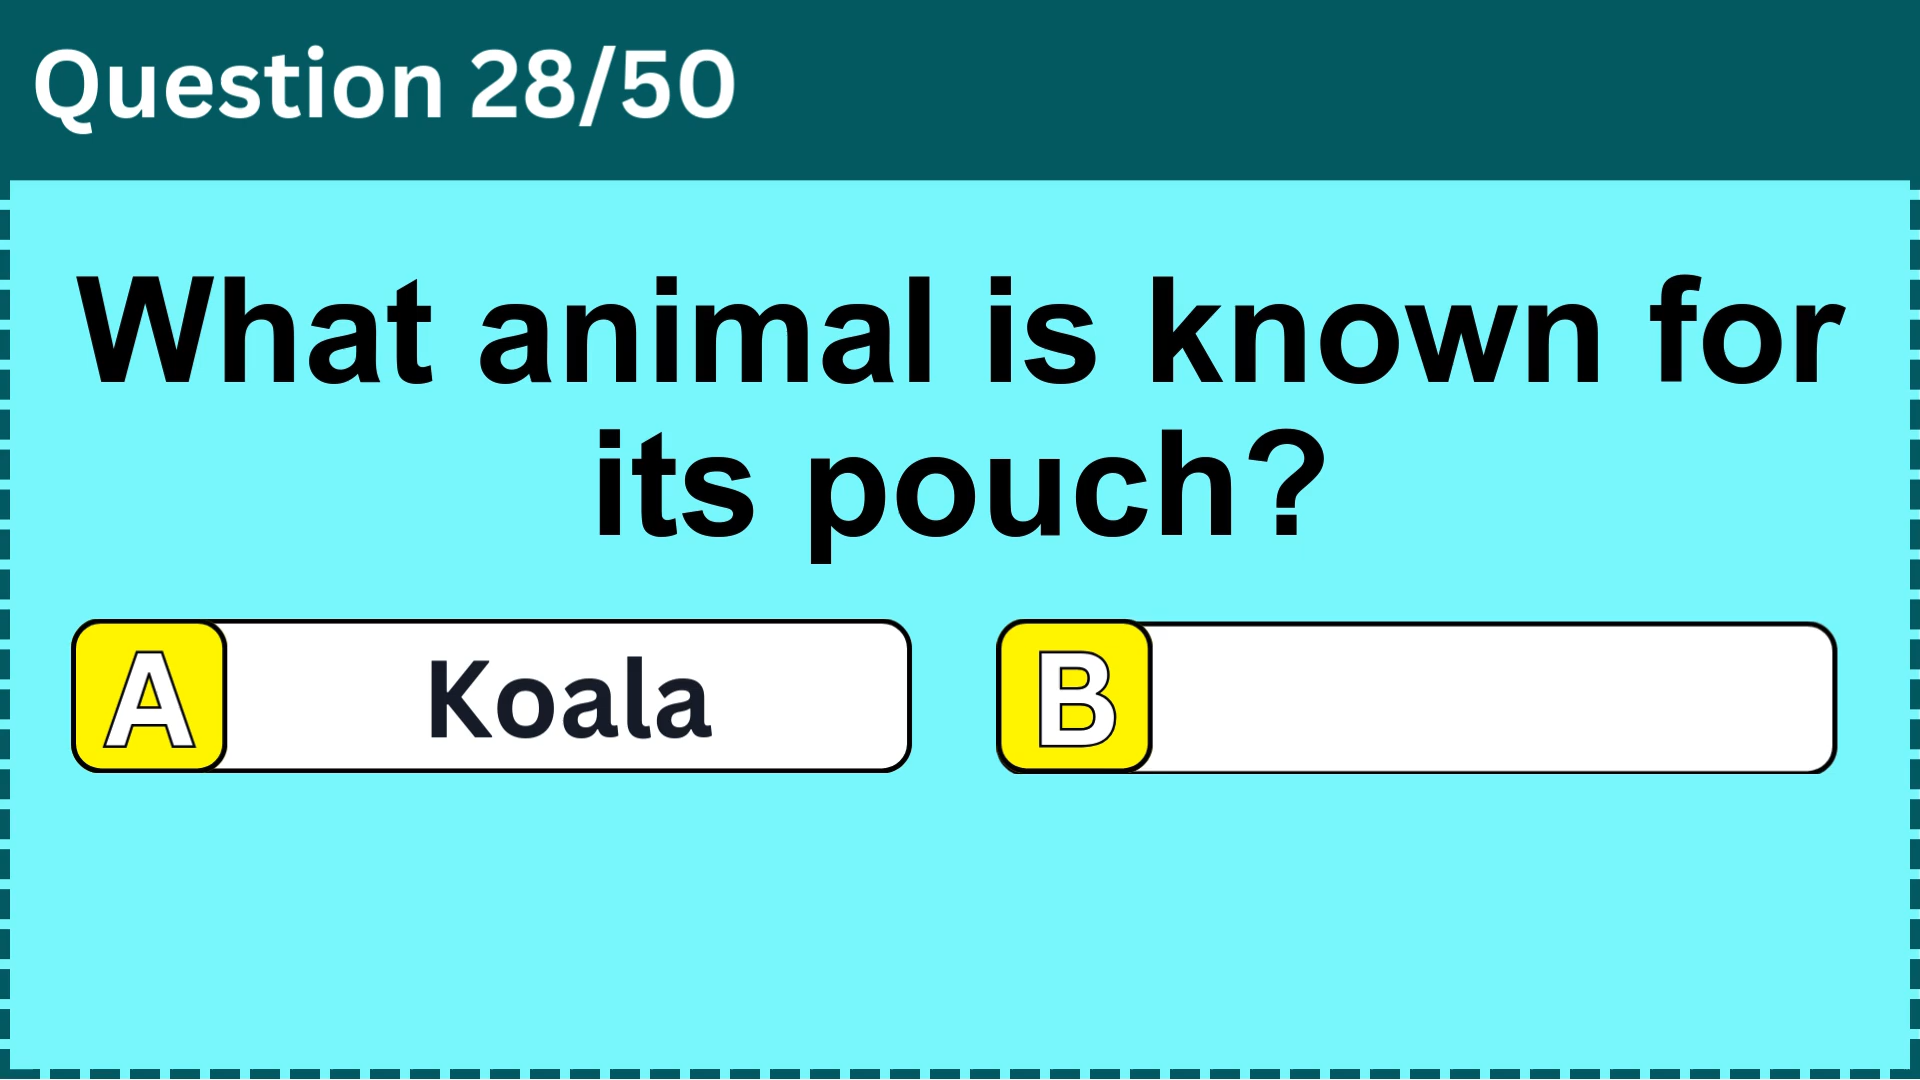 Question 28/50
What animal is known for
its pouch?
A Koala
B